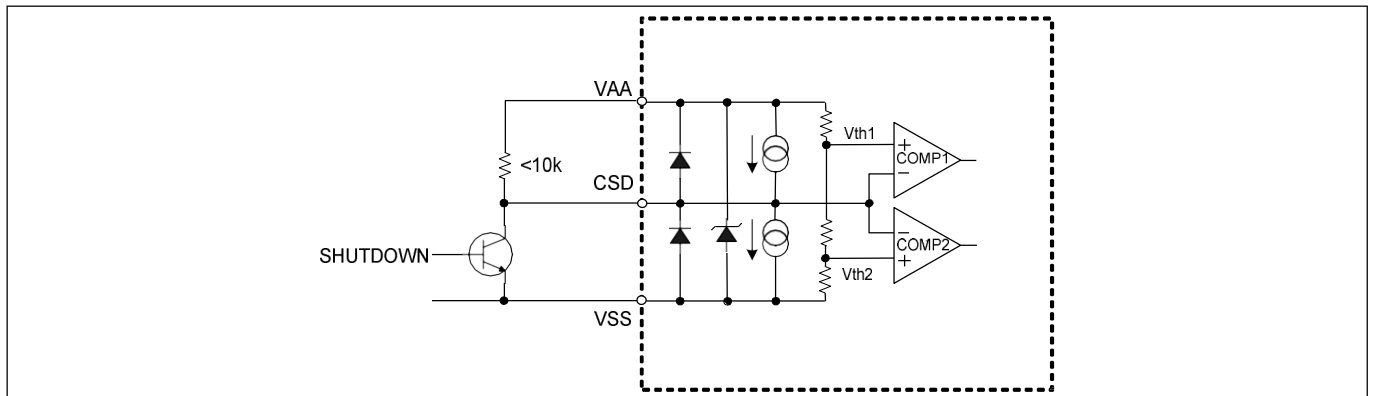 VAA
Vth1
+
COMP1
−
<10k
CSD
−
COMP2
+
SHUTDOWN
Vth2
VSS